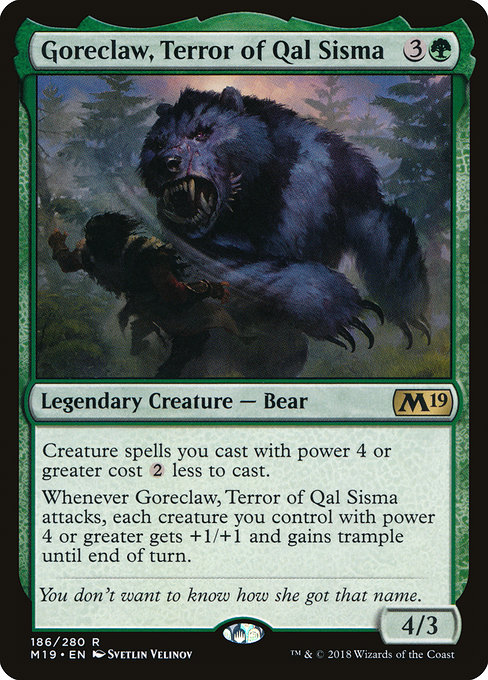 Goreclaw, Terror of Qal Sisma 3
Legendary Creature — Bear M19
Creature spells you cast with power 4 or
greater cost 2 less to cast.
Whenever Goreclaw, Terror of Qal Sisma
attacks, each creature you control with power
4 or greater gets +1/+1 and gains trample
until end of turn.
You don't want to know how she got that name.
4/3
186/280 R
M19 • EN Svetlin Velinov
™ & © 2018 Wizards of the Coast